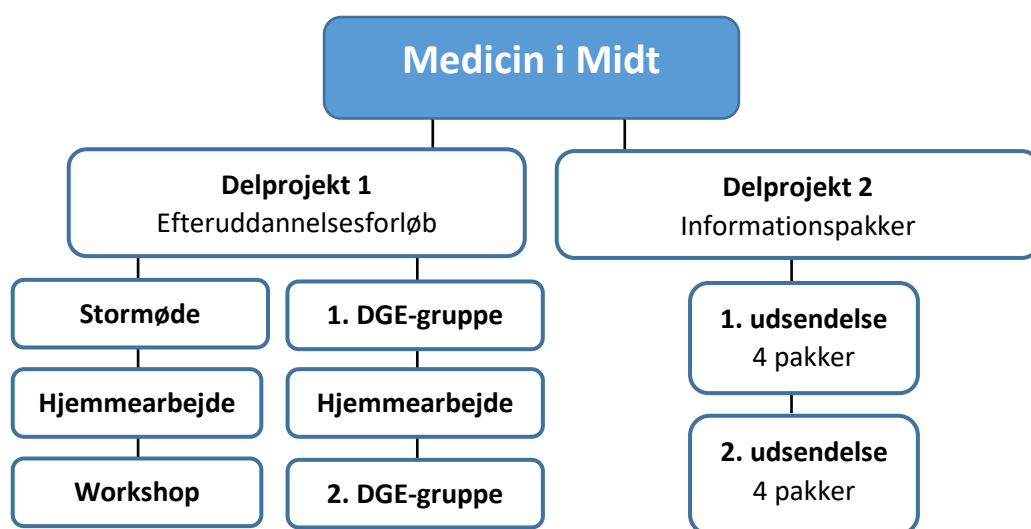 Medicin i Midt
Delprojekt 1
Efteruddannelsesforløb
Delprojekt 2
Informationspakker
Stormøde
Hjemmearbejde
Workshop
1. DGE-gruppe
Hjemmearbejde
2. DGE-gruppe
1. udsendelse
4 pakker
2. udsendelse
4 pakker